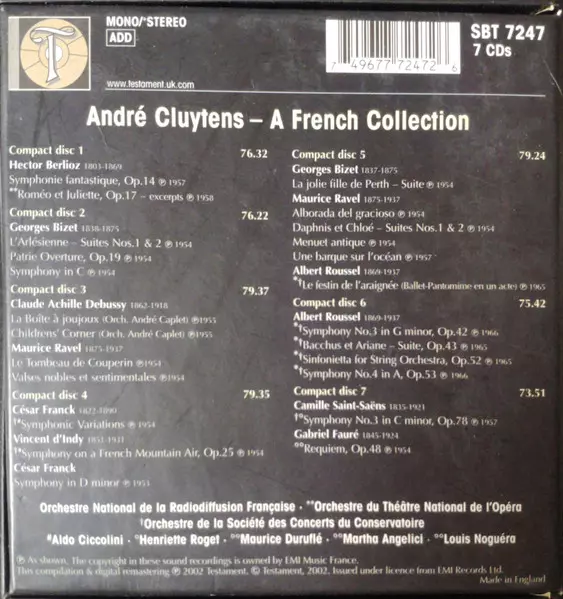 T
MONO/*STEREO
ADD
www.testament.uk.com
SBT 7247
7 CDs
7 49677 72472 6
André Cluytens – A French Collection
Compact disc 1 76.32
Hector Berlioz 1803-1869
Symphonie fantastique, Op.14 ℗ 1957
**Roméo et Juliette, Op.17 – excerpts ℗ 1958
Compact disc 2 76.22
Georges Bizet 1838-1875
L'Arlésienne – Suites Nos.1 & 2 ℗ 1954
Patrie Overture, Op.19 ℗ 1954
Symphony in C ℗ 1954
Compact disc 3 79.37
Claude Achille Debussy 1862-1918
La Boîte à joujoux (Orch. André Caplet) ℗1955
Childrens' Corner (Orch. André Caplet) ℗1955
Maurice Ravel 1875-1937
Le Tombeau de Couperin ℗1954
Valses nobles et sentimentales ℗1954
Compact disc 4 79.35
César Franck 1822-1890
Symphonic Variations ℗ 1954
Vincent d'Indy 1851-1931
Symphony on a French Mountain Air, Op.25 ℗ 1954
César Franck
Symphony in D minor ℗ 1953
Compact disc 5 79.24
Georges Bizet 1837-1875
La jolie fille de Perth – Suite ℗ 1954
Maurice Ravel 1875-1937
Alborada del gracioso ℗ 1954
Daphnis et Chloé – Suites Nos.1 & 2 ℗ 1954
Menuet antique ℗ 1954
Une barque sur l'océan ℗ 1957
Albert Roussel 1869-1937
*†Le festin de l'araignée (Ballet-Pantomime en un acte) ℗ 1965
Compact disc 6 75.42
Albert Roussel 1869-1937
*†Symphony No.3 in G minor, Op.42 ℗ 1966
*†Bacchus et Ariane – Suite, Op.43 ℗ 1965
*†Sinfonietta for String Orchestra, Op.52 ℗ 1965
*†Symphony No.4 in A, Op.53 ℗ 1966
Compact disc 7 73.51
Camille Saint-Saëns 1835-1921
†°Symphony No.3 in C minor, Op.78 ℗ 1957
Gabriel Fauré 1845-1924
°°Requiem, Op.48 ℗ 1954
Orchestre National de la Radiodiffusion Française • **Orchestre du Théâtre National de l'Opéra
†Orchestre de la Société des Concerts du Conservatoire
#Aldo Ciccolini • °Henriette Roget • °°Maurice Duruflé • °°Martha Angelici • °°Louis Noguéra
℗ As shown. The copyright in these sound recordings is owned by EMI Music France.
This compilation & digital remastering ℗ 2002 Testament. © Testament, 2002. Issued under licence from EMI Records Ltd.
Made in England